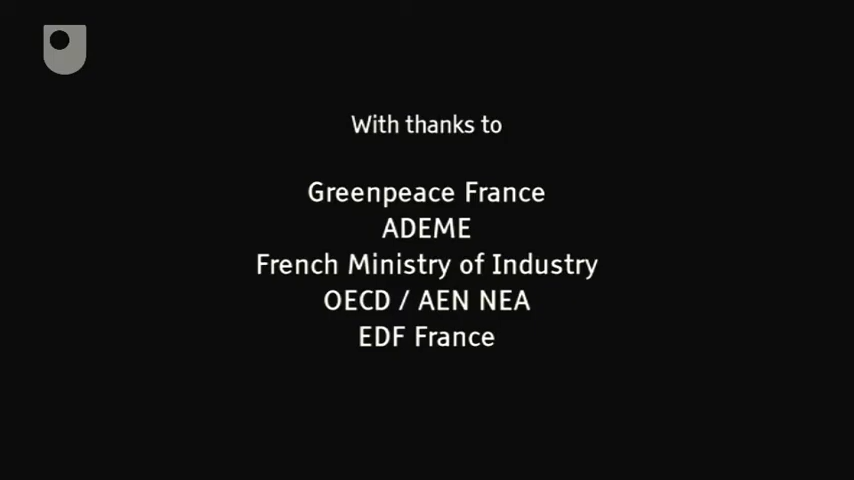 With thanks to
Greenpeace France
ADEME
French Ministry of Industry
OECD / AEN NEA
EDF France